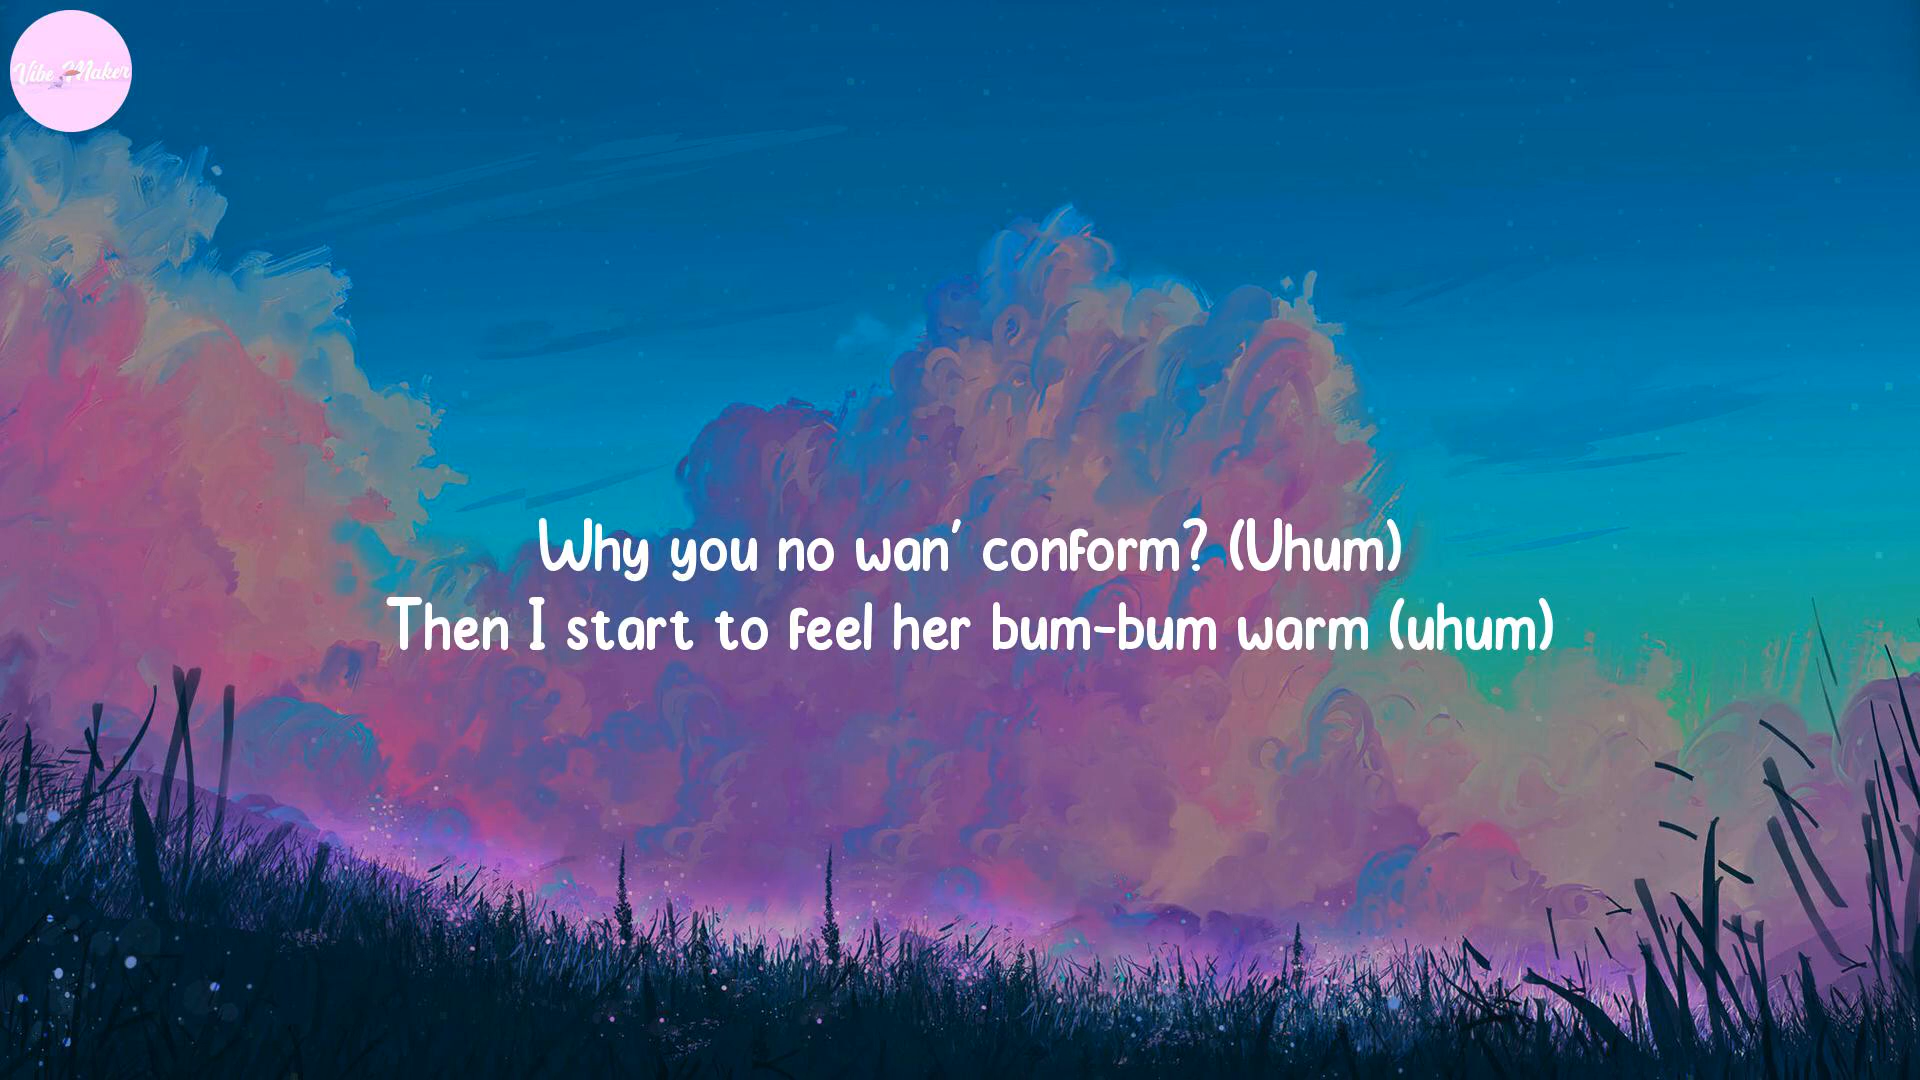 Vibe Maker
Why you no wan' conform? (Uhum)
Then I start to feel her bum-bum warm (uhum)